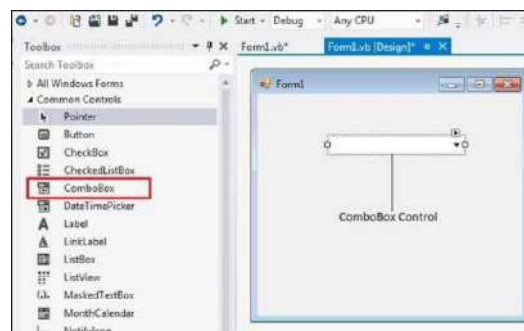 Start
Debug
Any CPU
Toolbox
Form1.vb*
Form1.vb [Design]*
Search Toolbox
All Windows Forms
Common Controls
Pointer
Button
CheckBox
CheckedListBox
ComboBox
DateTimePicker
Label
LinkLabel
ListBox
ListView
MaskedTextBox
MonthCalendar
NotifyIcon
Form1
ComboBox Control